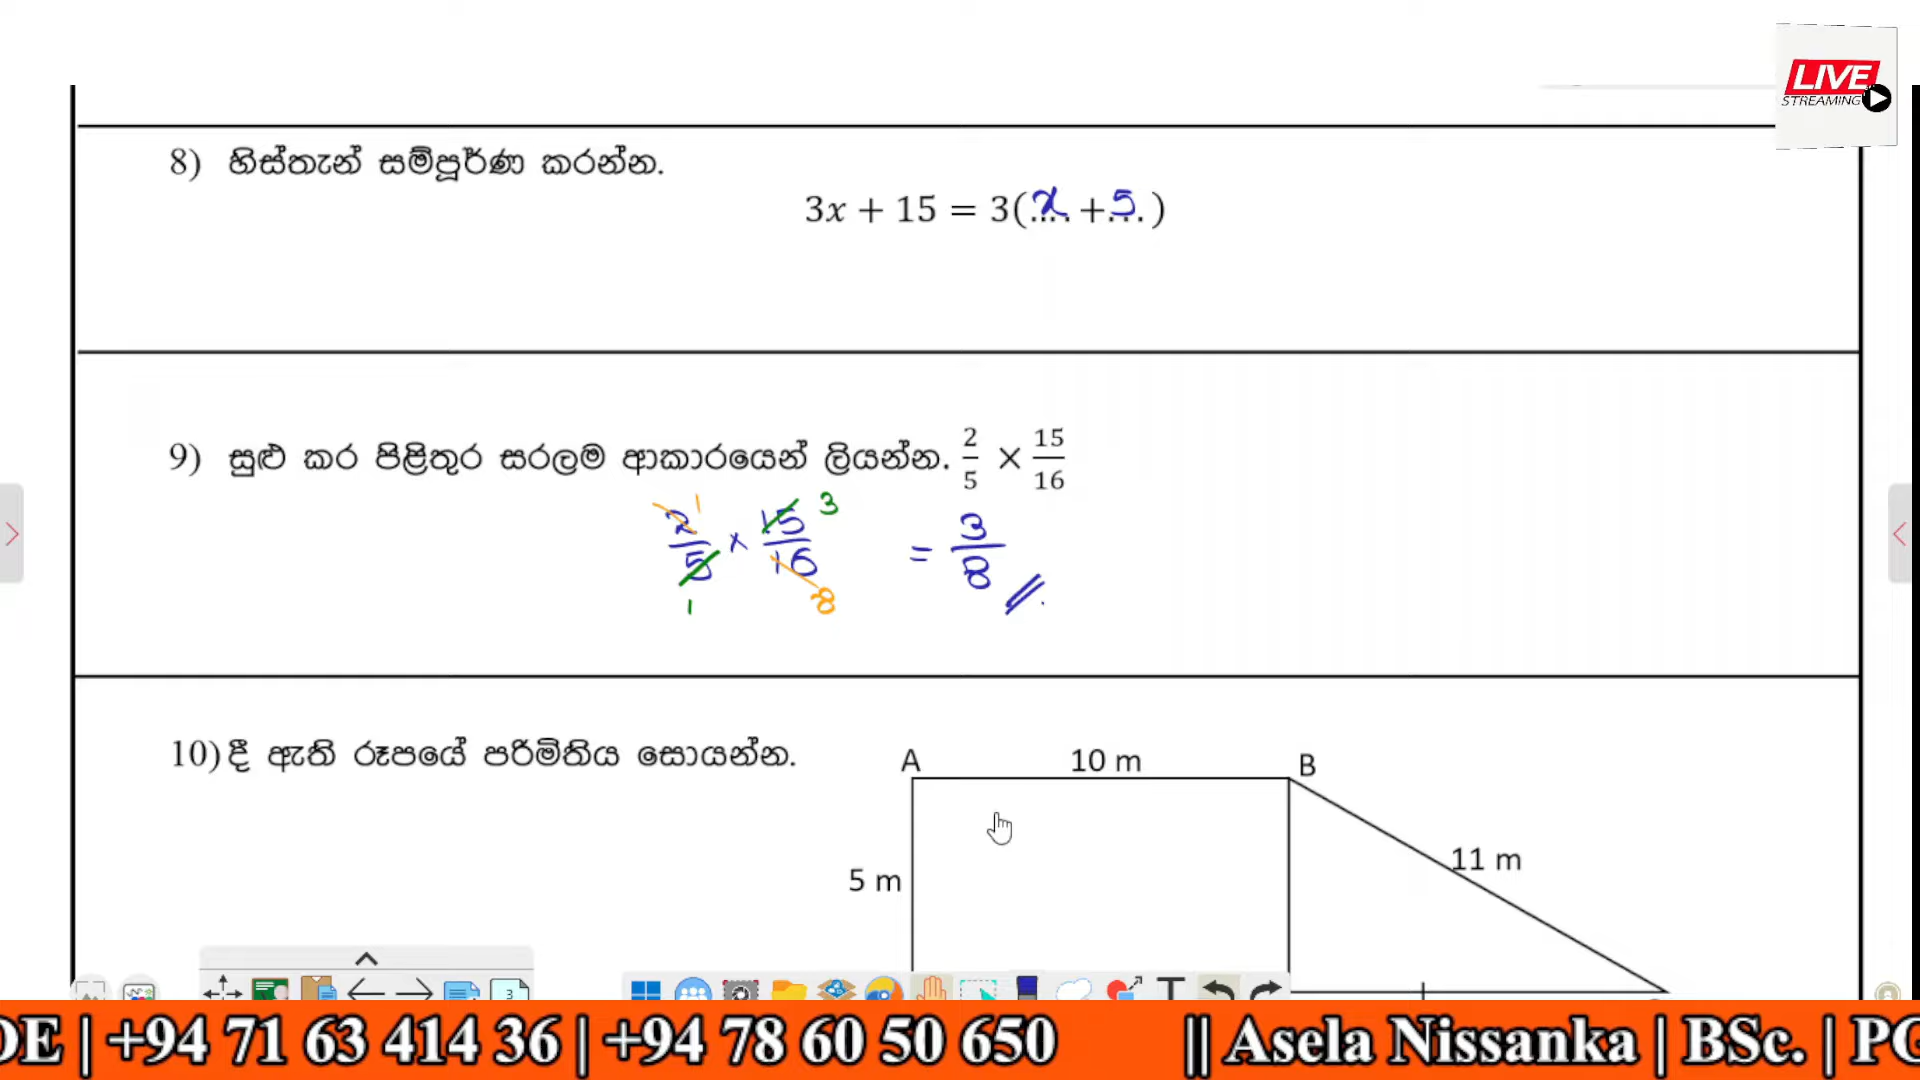 LIVE
STREAMING
8) හිස්තැන් සම්පූර්ණ කරන්න.
3x + 15 = 3(..x.. +..5.. )
9) සුළු කර පිළිතුර සරලම ආකාරයෙන් ලියන්න. 2/5 × 15/16
2/5 × 15/16 = 3/8
1 3
1 8
10) දී ඇති රූපයේ පරිමිතිය සොයන්න.
A 10 m B
11 m
5 m
3
DE | +94 71 63 414 36 | +94 78 60 50 650 || Asela Nissanka | BSc. | PG